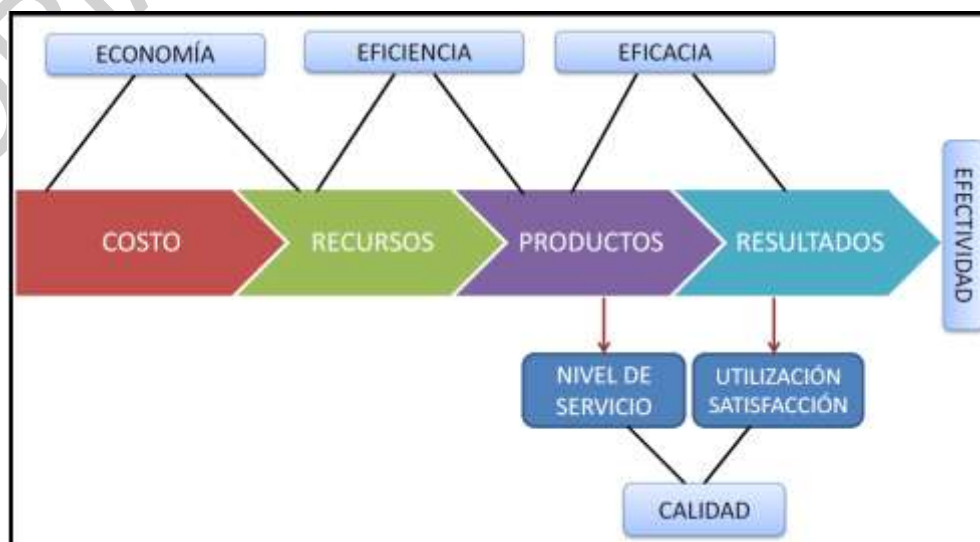 ECONOMÍA
EFICIENCIA
EFICACIA
COSTO
RECURSOS
PRODUCTOS
RESULTADOS
EFECTIVIDAD
NIVEL DE
SERVICIO
UTILIZACIÓN
SATISFACCIÓN
CALIDAD